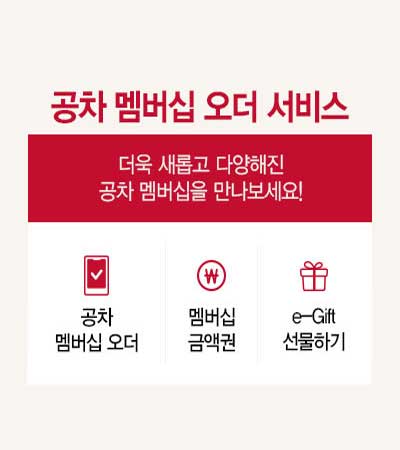 공차 멤버십 오더 서비스
더욱 새롭고 다양해진
공차 멤버십을 만나보세요!
₩
공차
멤버십 오더
멤버십
금액권
e-Gift
선물하기